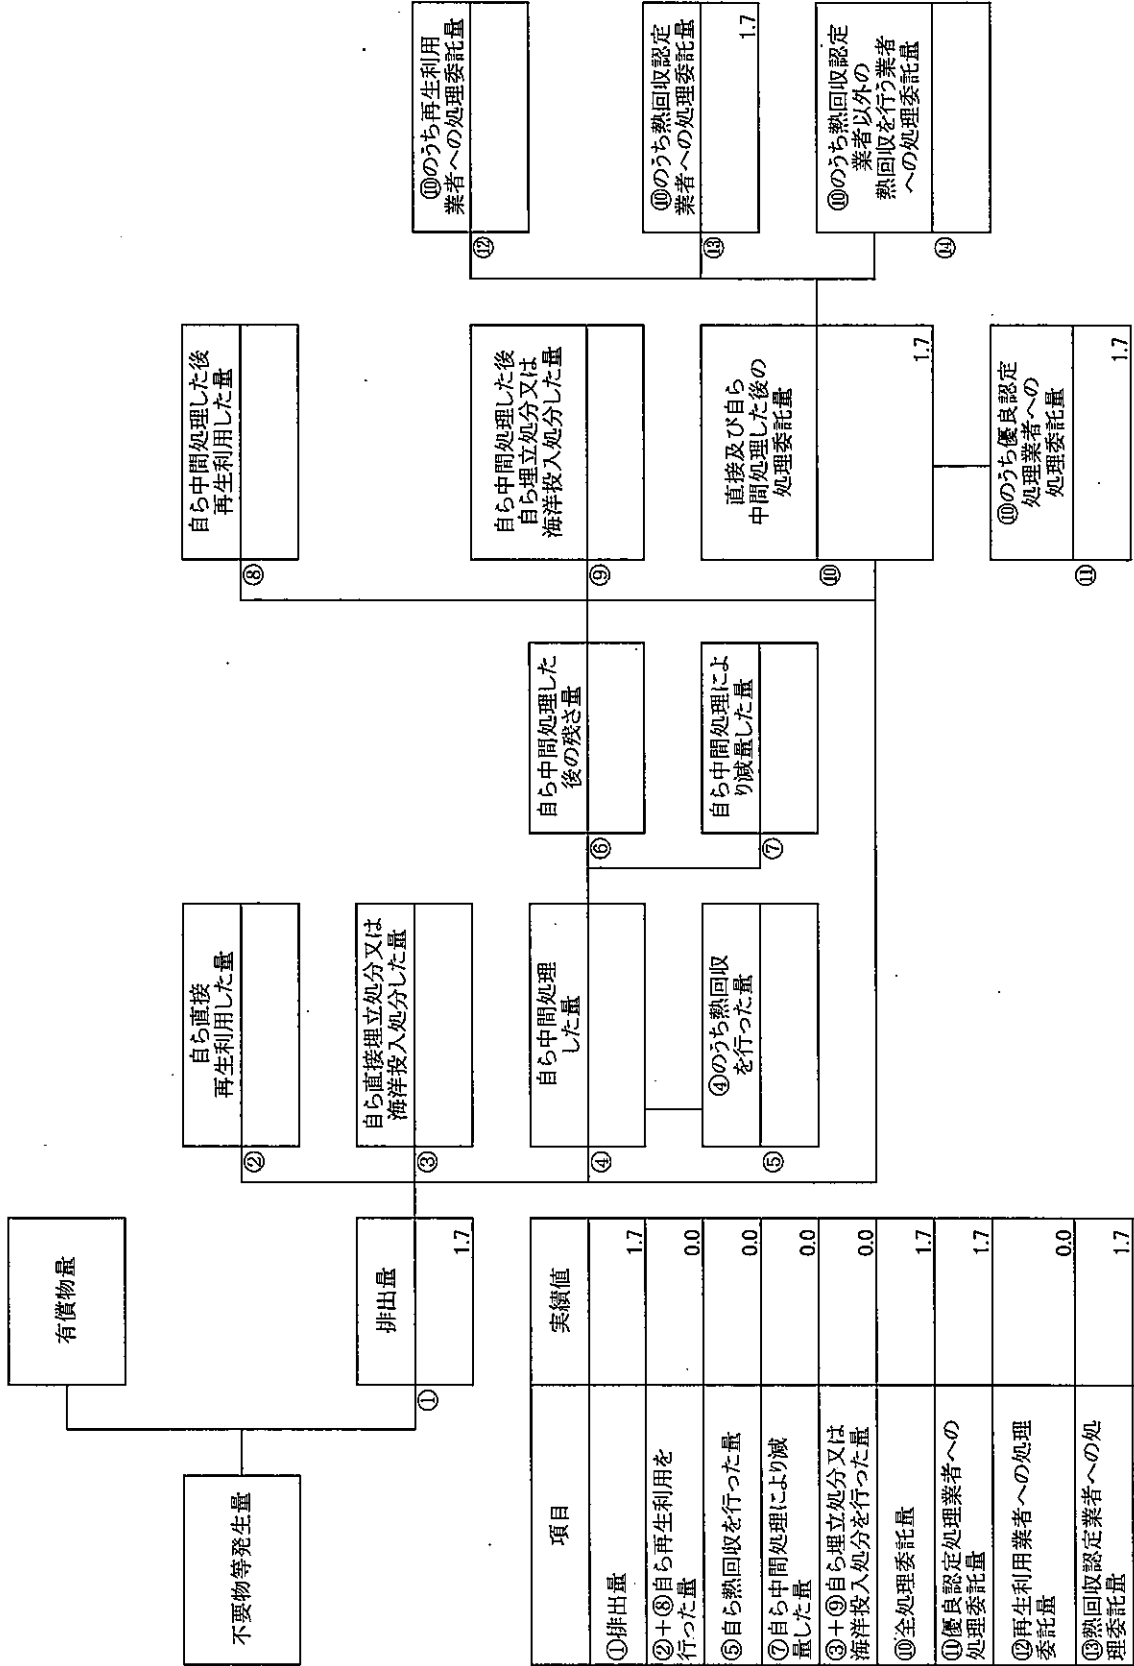 有償物量
不要物等発生量
排出量
①
1.7
自ら直接
再生利用した量
②
自ら直接埋立処分又は
海洋投入処分した量
③
自ら中間処理
した量
④
④のうち熱回収
を行った量
⑤
自ら中間処理した
後の残さ量
⑥
自ら中間処理によ
り減量した量
⑦
自ら中間処理した後
再生利用した量
⑧
自ら中間処理した後
自ら埋立処分又は
海洋投入処分した量
⑨
直接及び自ら
中間処理した後の
処理委託量
⑩
1.7
⑩のうち優良認定
処理業者への
処理委託量
⑪
1.7
⑩のうち再生利用
業者への処理委託量
⑫
⑩のうち熱回収認定
業者への処理委託量
⑬
1.7
⑩のうち熱回収認定
業者以外の
熱回収を行う業者
への処理委託量
⑭
項目 実績値
①排出量 1.7
②+⑧自ら再生利用を
行った量 0.0
⑤自ら熱回収を行った量 0.0
⑦自ら中間処理により減
量した量 0.0
③+⑨自ら埋立処分又は
海洋投入処分を行った量 0.0
⑩全処理委託量 1.7
⑪優良認定処理業者への
処理委託量 1.7
⑫再生利用業者への処理
委託量 0.0
⑬熱回収認定業者への処
理委託量 1.7